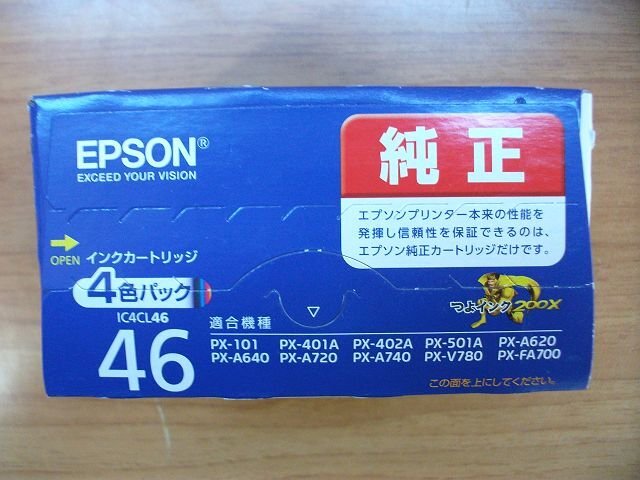 EPSON®
EXCEED YOUR VISION
純正
エプソンプリンター本来の性能を
発揮し信頼性を保証できるのは、
エプソン純正カートリッジだけです。
OPEN
インクカートリッジ
4色パック
IC4CL46
46
つよインク200X
適合機種
PX-101 PX-401A PX-402A PX-501A PX-A620
PX-A640 PX-A720 PX-A740 PX-V780 PX-FA700
この面を上にしてください。